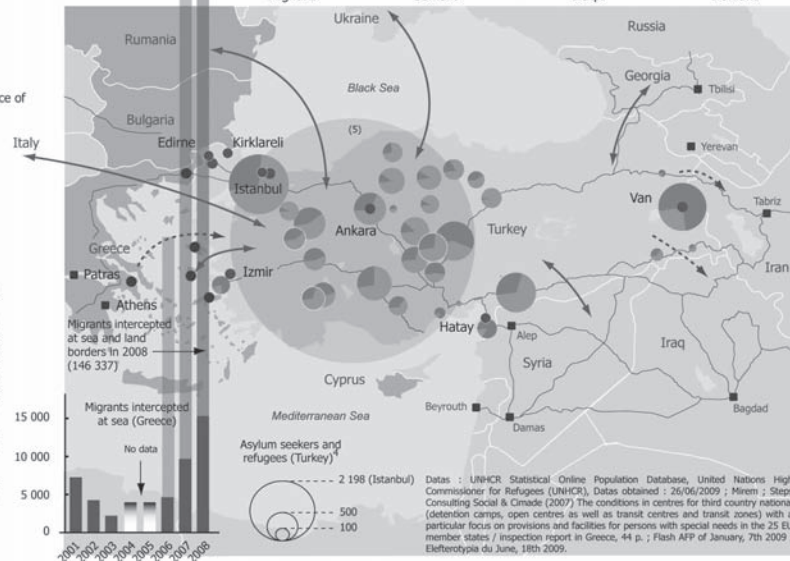 Ukraine
Russia
Rumania
Georgia
Black Sea
Tbilisi
Bulgaria
(5)
Italy
Edirne
Kirklareli
Yerevan
Istanbul
Van
Tabriz
Ankara
Turkey
Greece
Iran
Patras
Izmir
Athens
Migrants intercepted
at sea and land
borders in 2008
(146 337)
Hatay
Alep
Iraq
Syria
Cyprus
Beyrouth
Bagdad
Mediterranean Sea
Damas
15 000
10 000
5 000
0
Migrants intercepted
at sea (Greece)
No data
2001
2002
2003
2004
2005
2006
2007
2008
Asylum seekers and
refugees (Turkey)4
2 198 (Istanbul)
500
100
Datas : UNHCR Statistical Online Population Database, United Nations High
Commissioner for Refugees (UNHCR), Datas obtained : 26/06/2009 ; Mirem ; Steps
Consulting Social & Cimade (2007) The conditions in centres for third country national
(detention camps, open centres as well as transit centres and transit zones) with a
particular focus on provisions and facilities for persons with special needs in the 25 EU
member states / inspection report in Greece, 44 p. ; Flash AFP of January, 7th 2009
Elefterotypia du June, 18th 2009.